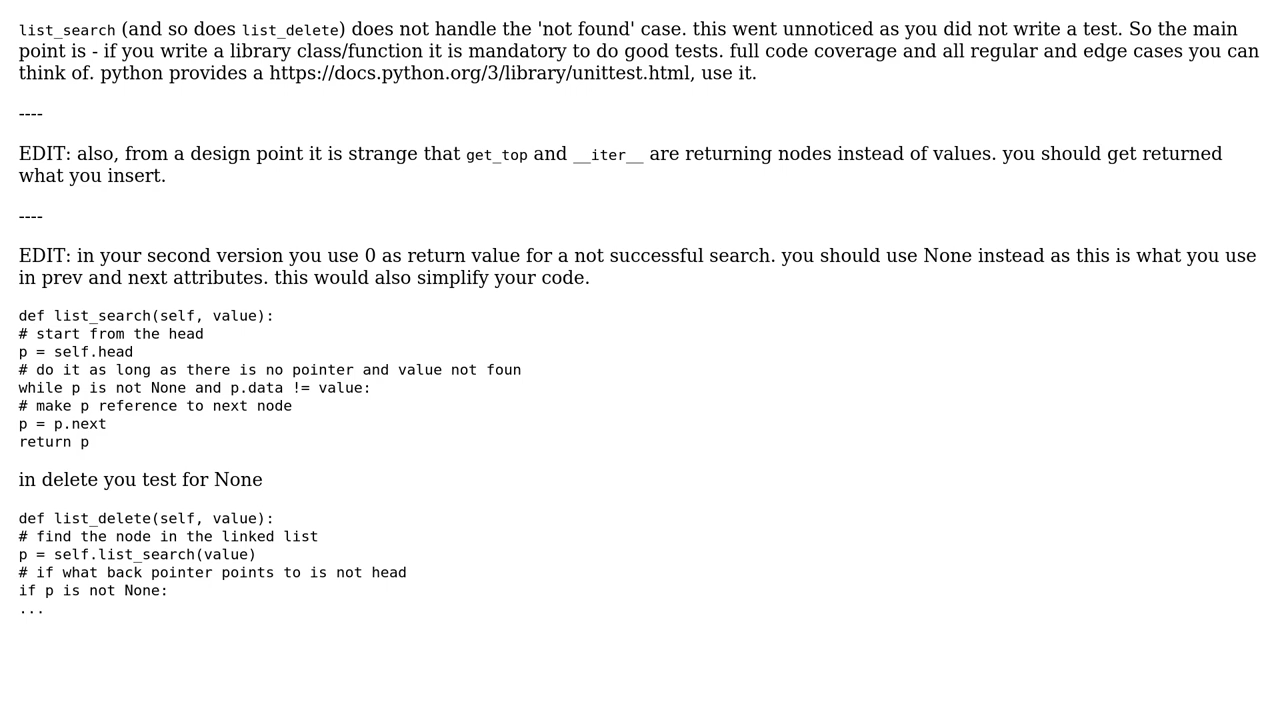 list_search (and so does list_delete) does not handle the 'not found' case. this went unnoticed as you did not write a test. So the main
point is - if you write a library class/function it is mandatory to do good tests. full code coverage and all regular and edge cases you can
think of. python provides a https://docs.python.org/3/library/unittest.html, use it.
----
EDIT: also, from a design point it is strange that get_top and __iter__ are returning nodes instead of values. you should get returned
what you insert.
----
EDIT: in your second version you use 0 as return value for a not successful search. you should use None instead as this is what you use
in prev and next attributes. this would also simplify your code.
def list_search(self, value):
# start from the head
p = self.head
# do it as long as there is no pointer and value not foun
while p is not None and p.data != value:
# make p reference to next node
p = p.next
return p
in delete you test for None
def list_delete(self, value):
# find the node in the linked list
p = self.list_search(value)
# if what back pointer points to is not head
if p is not None:
...